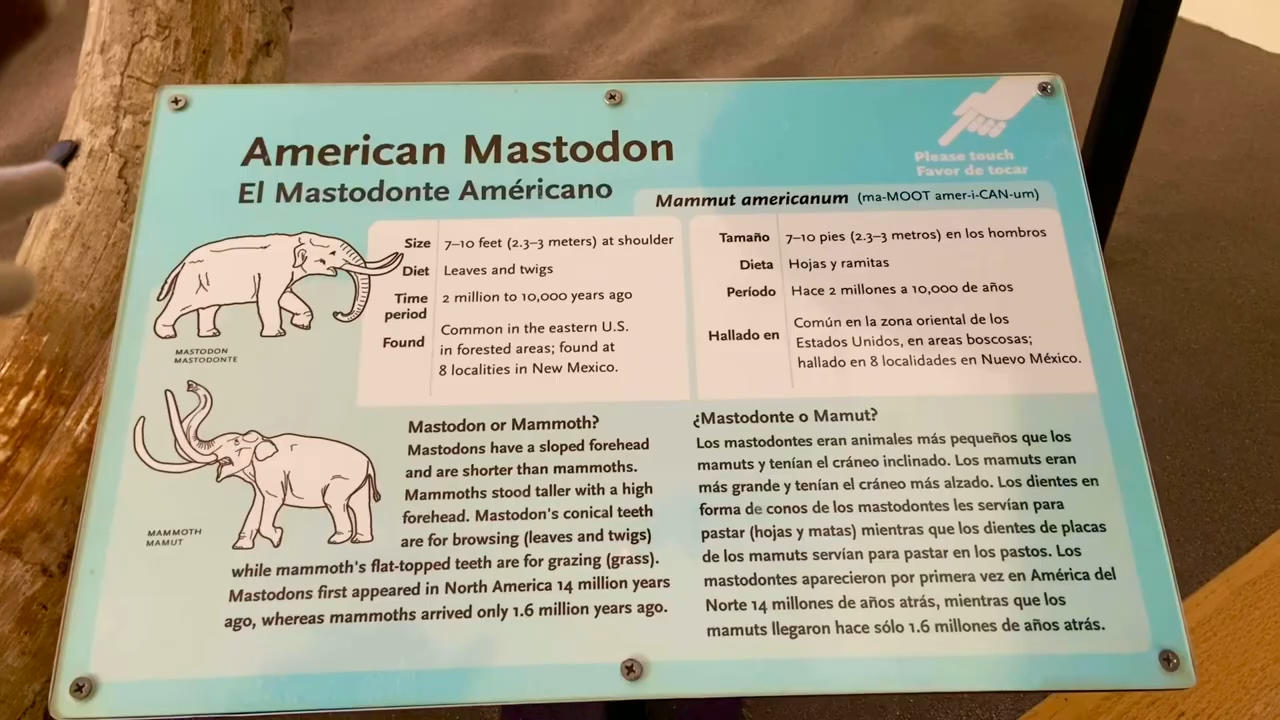 American Mastodon
El Mastodonte Américano
Please touch
Favor de tocar
Mammut americanum (ma-MOOT amer-i-CAN-um)
Size 7–10 feet (2.3–3 meters) at shoulder
Diet Leaves and twigs
Time period 2 million to 10,000 years ago
Found Common in the eastern U.S.
in forested areas; found at
8 localities in New Mexico.
Tamaño 7–10 pies (2.3–3 metros) en los hombros
Dieta Hojas y ramitas
Período Hace 2 millones a 10,000 de años
Hallado en Común en la zona oriental de los
Estados Unidos, en areas boscosas;
hallado en 8 localidades en Nuevo México.
MASTODON
MASTODONTE
MAMMOTH
MAMUT
Mastodon or Mammoth?
Mastodons have a sloped forehead
and are shorter than mammoths.
Mammoths stood taller with a high
forehead. Mastodon's conical teeth
are for browsing (leaves and twigs)
while mammoth's flat-topped teeth are for grazing (grass).
Mastodons first appeared in North America 14 million years
ago, whereas mammoths arrived only 1.6 million years ago.
¿Mastodonte o Mamut?
Los mastodontes eran animales más pequeños que los
mamuts y tenían el cráneo inclinado. Los mamuts eran
más grande y tenían el cráneo más alzado. Los dientes en
forma de conos de los mastodontes les servían para
pastar (hojas y matas) mientras que los dientes de placas
de los mamuts servían para pastar en los pastos. Los
mastodontes aparecieron por primera vez en América del
Norte 14 millones de años atrás, mientras que los
mamuts llegaron hace sólo 1.6 millones de años atrás.